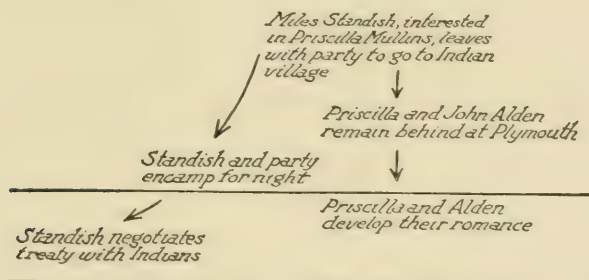 Miles Standish, interested
in Priscilla Mullins, leaves
with party to go to Indian
village
Priscilla and John Alden
remain behind at Plymouth
Standish and party
encamp for night
Priscilla and Alden
develop their romance
Standish negotiates
treaty with Indians